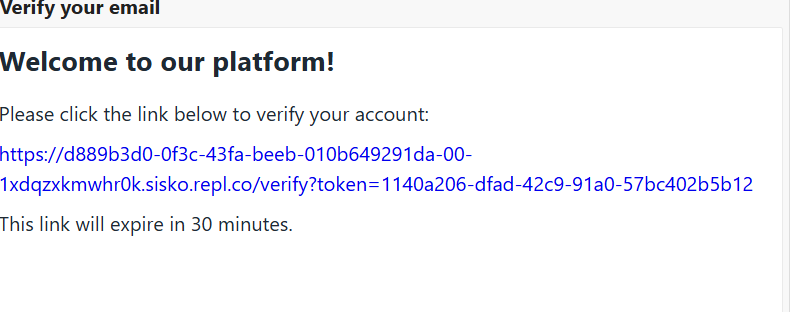 Verify your email
Welcome to our platform!
Please click the link below to verify your account:
https://d889b3d0-0f3c-43fa-beeb-010b649291da-00-
1xdqzxkmwhr0k.sisko.repl.co/verify?token=1140a206-dfad-42c9-91a0-57bc402b5b12
This link will expire in 30 minutes.